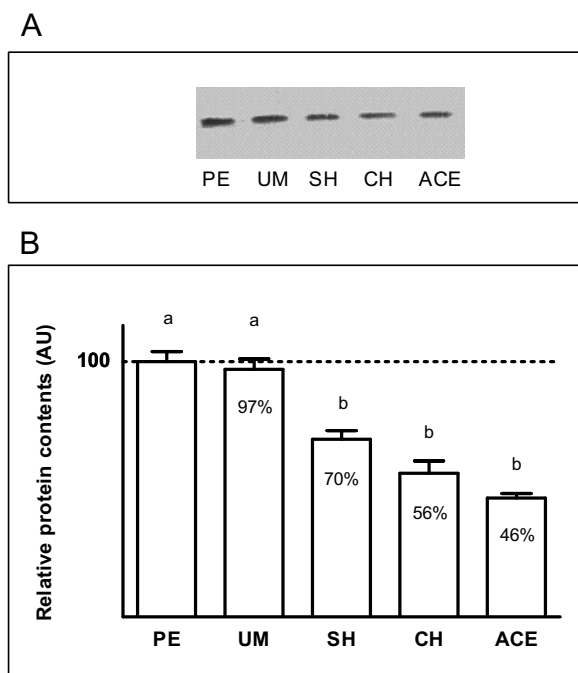 A
PE UM SH CH ACE
B
Relative protein contents (AU)
100
a a b b b
97% 70% 56% 46%
PE UM SH CH ACE